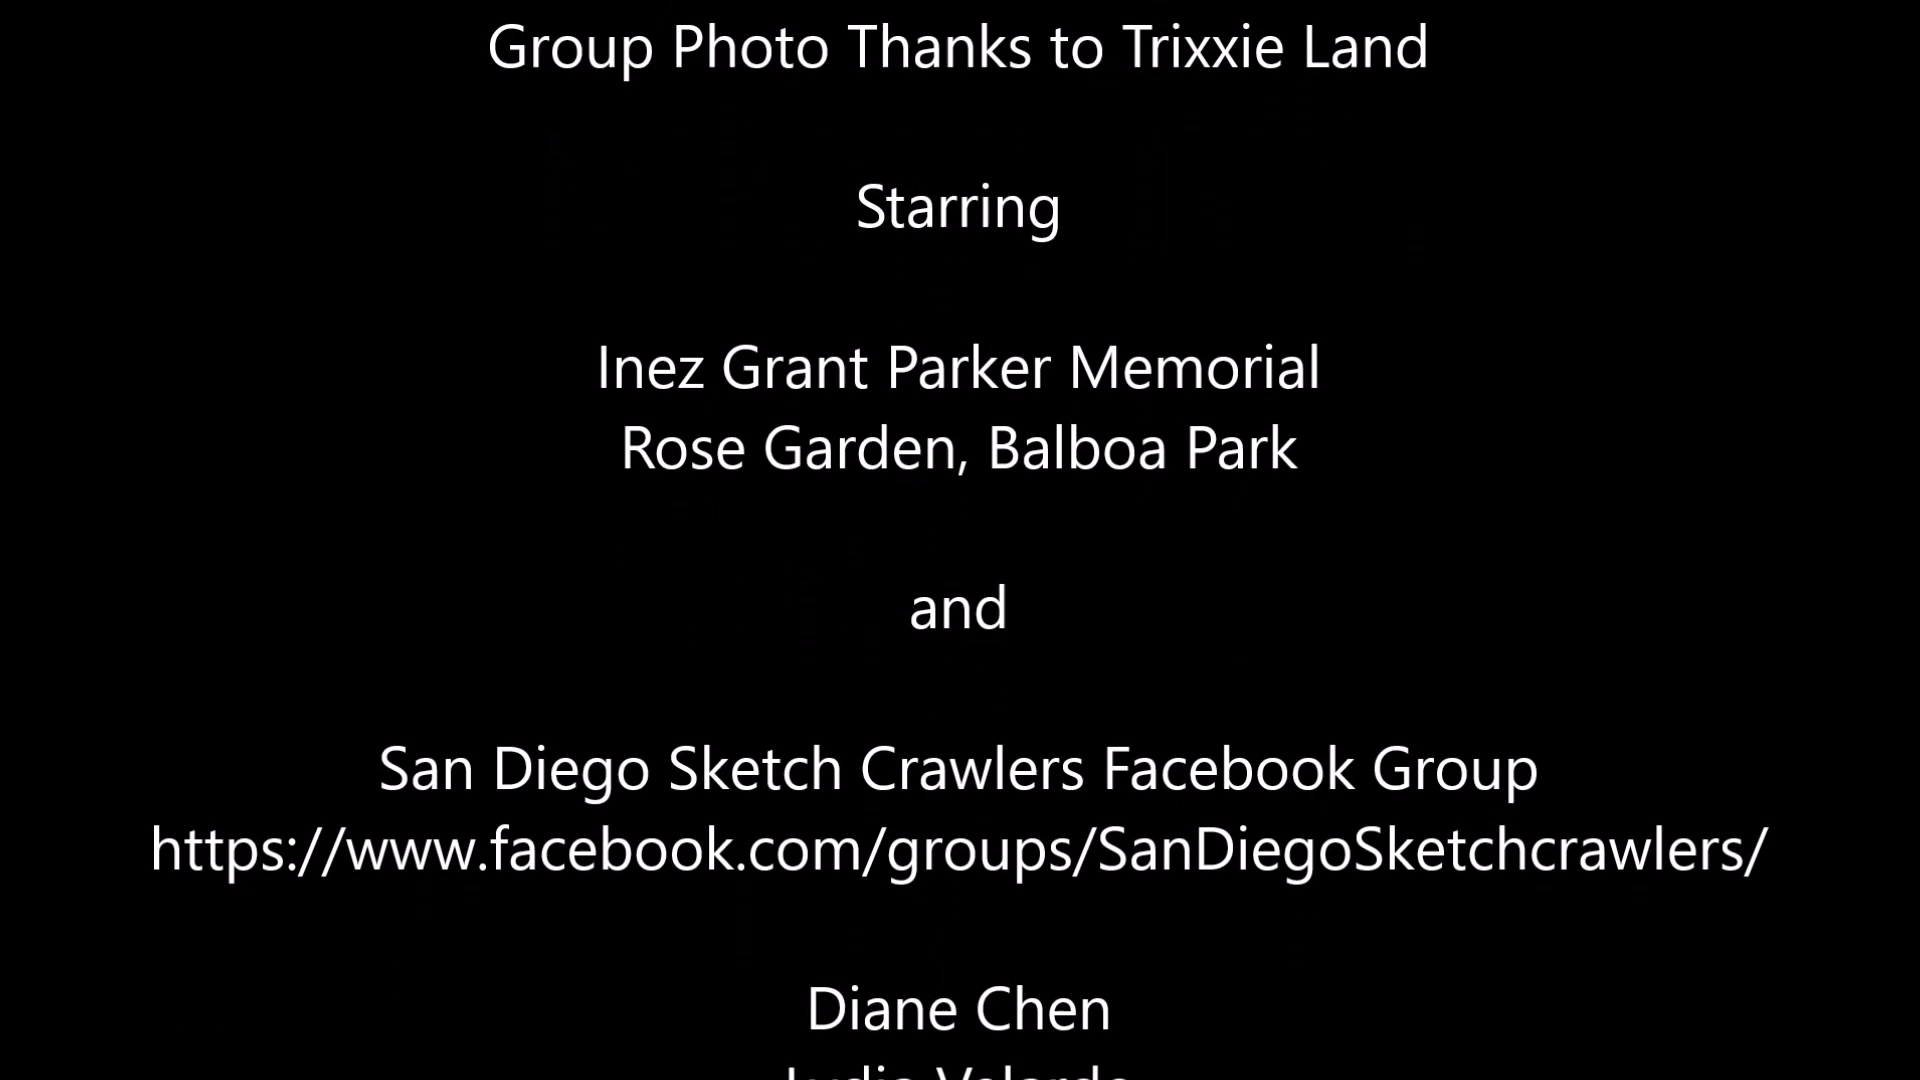 Group Photo Thanks to Trixxie Land
Starring
Inez Grant Parker Memorial
Rose Garden, Balboa Park
and
San Diego Sketch Crawlers Facebook Group
https://www.facebook.com/groups/SanDiegoSketchcrawlers/
Diane Chen